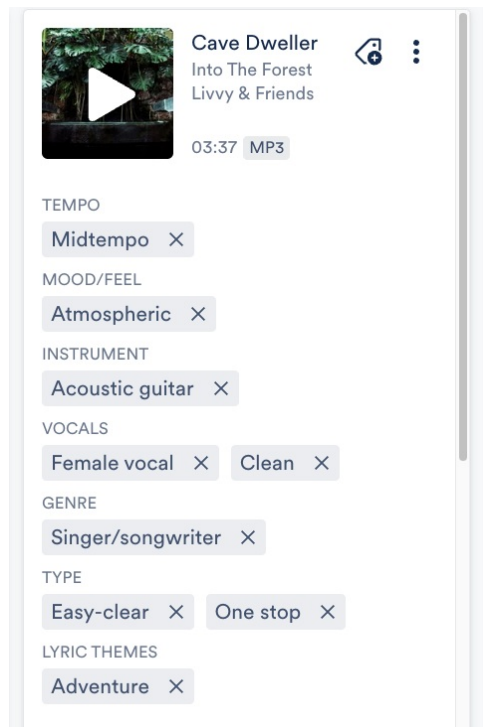 Cave Dweller
Into The Forest
Livvy & Friends
03:37 MP3
TEMPO
Midtempo
MOOD/FEEL
Atmospheric
INSTRUMENT
Acoustic guitar
VOCALS
Female vocal Clean
GENRE
Singer/songwriter
TYPE
Easy-clear One stop
LYRIC THEMES
Adventure